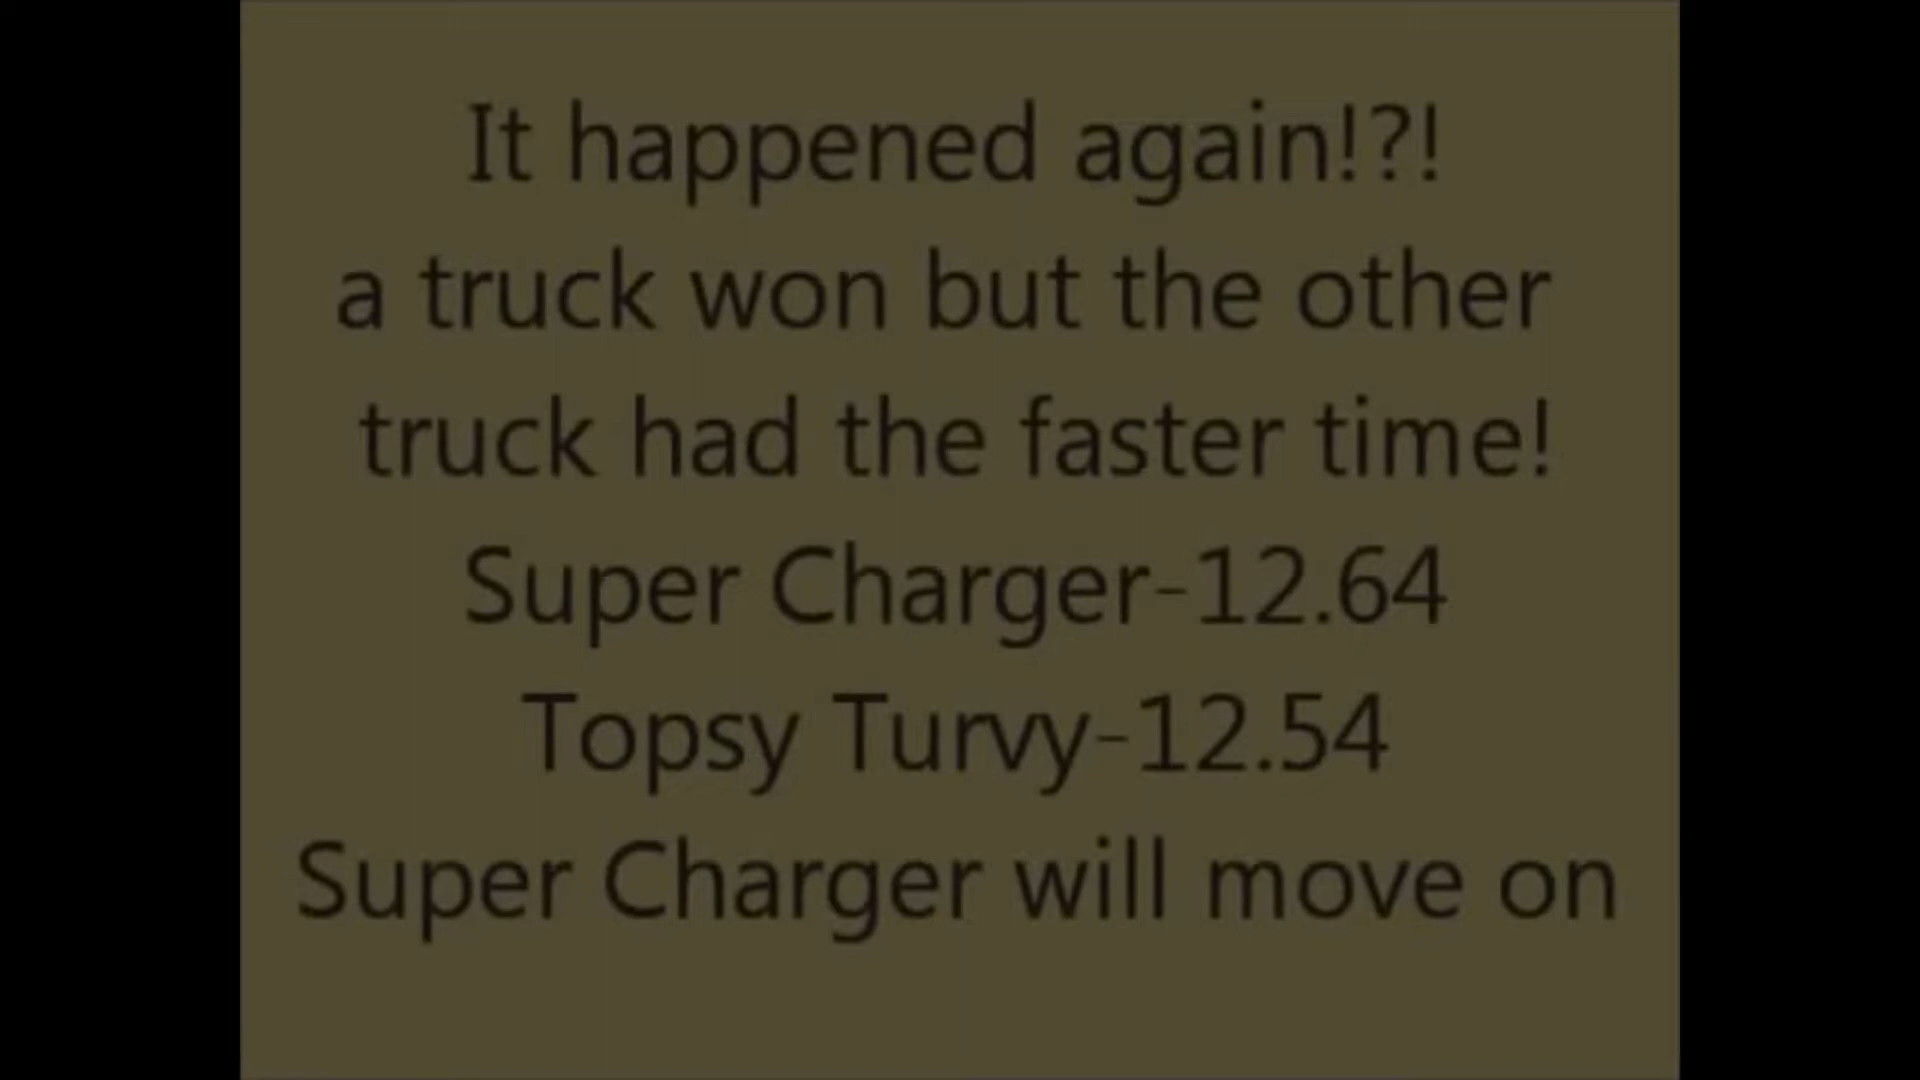 It happened again!?!
a truck won but the other
truck had the faster time!
Super Charger-12.64
Topsy Turvy-12.54
Super Charger will move on